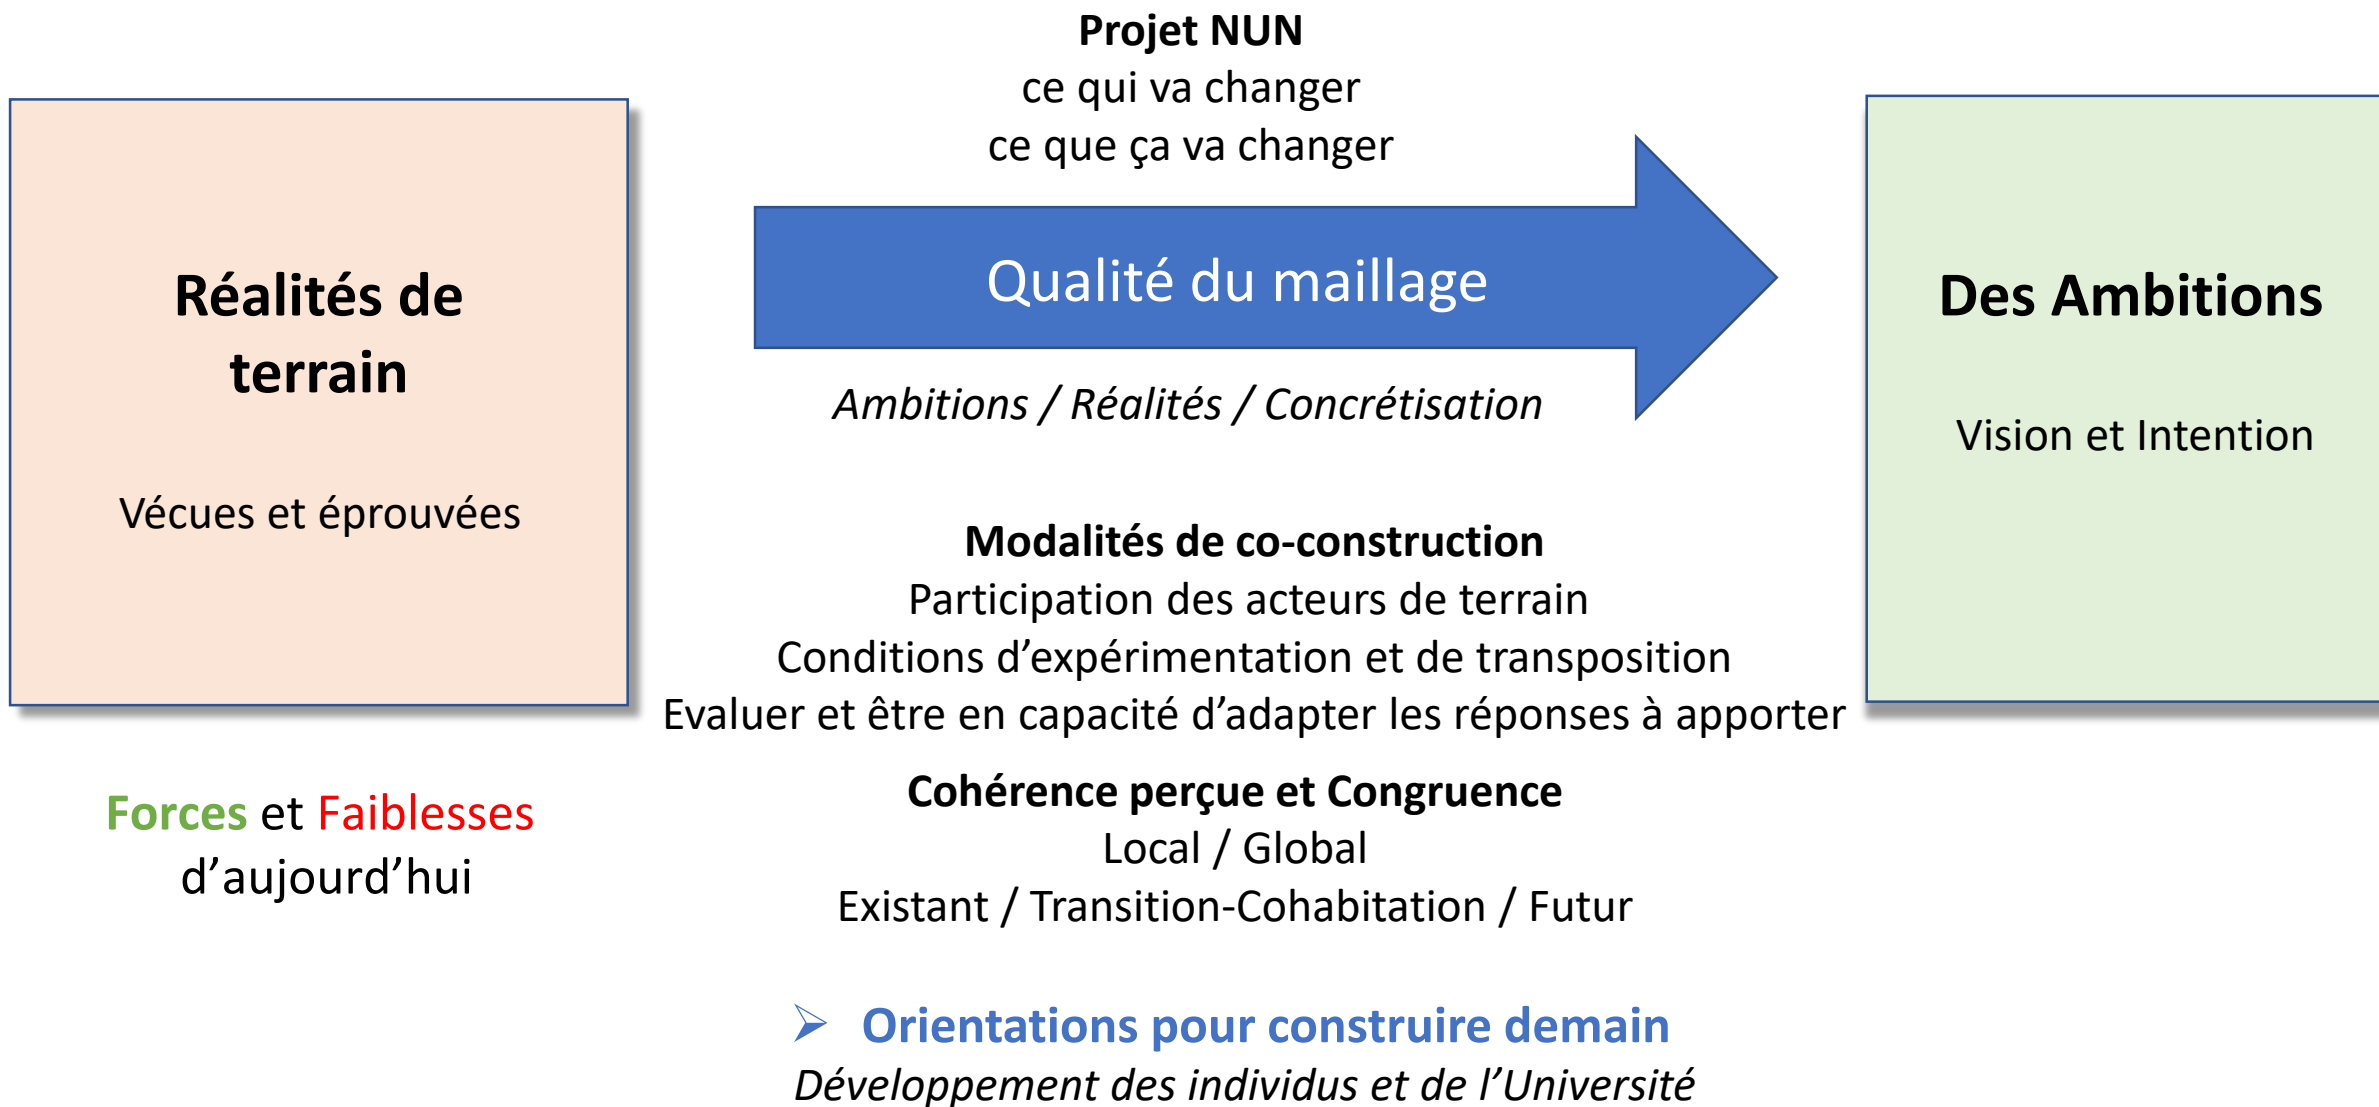 Projet NUN
ce qui va changer
ce que ça va changer
Réalités de
terrain
Vécues et éprouvées
Forces et Faiblesses
d’aujourd’hui
Qualité du maillage
Ambitions / Réalités / Concrétisation
Modalités de co-construction
Participation des acteurs de terrain
Conditions d’expérimentation et de transposition
Evaluer et être en capacité d’adapter les réponses à apporter
Cohérence perçue et Congruence
Local / Global
Existant / Transition-Cohabitation / Futur
Orientations pour construire demain
Développement des individus et de l’Université
Des Ambitions
Vision et Intention